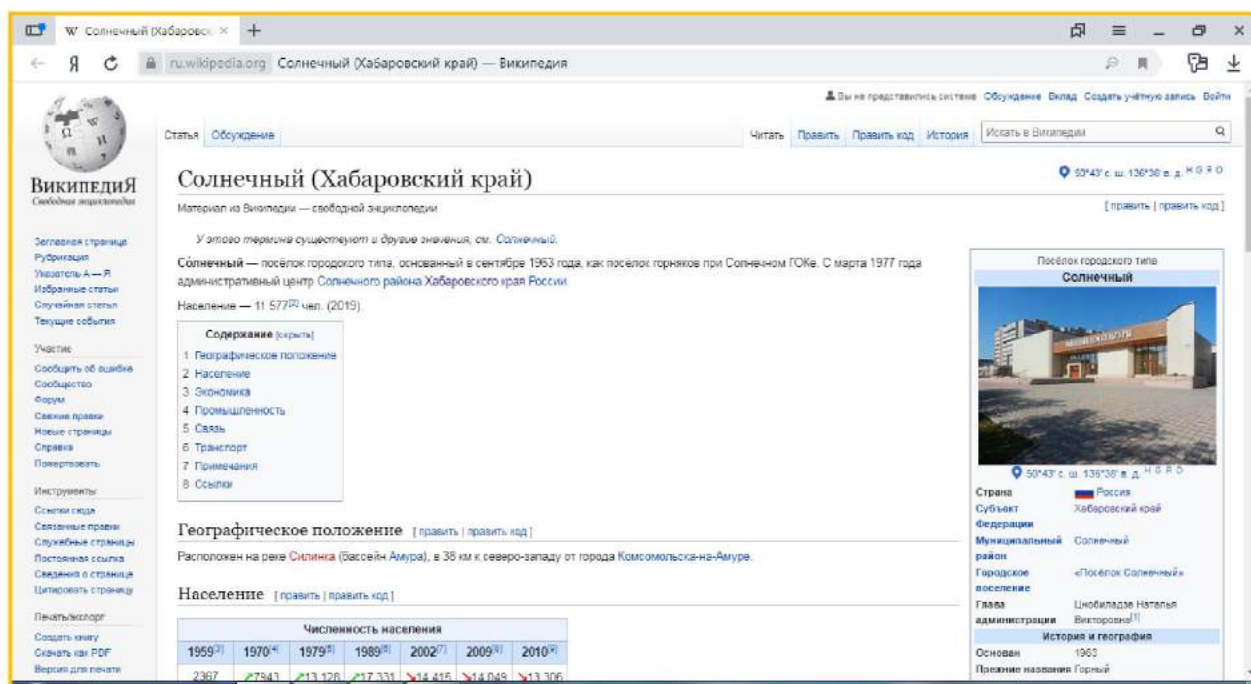 W Солнечный (Хабаровск
Я
ru.wikipedia.org Солнечный (Хабаровский край) — Википедия
Вы не представились системе Обсуждение Вклад Создать учётную запись Войти
Статья Обсуждение Читать Править Править код История Искать в Википедии
ВикипедиЯ
Свободная энциклопедия
Солнечный (Хабаровский край)
50°43′ с. ш. 136°38′ в. д. H G Я O
Материал из Википедии — свободной энциклопедии
[ править | править код ]
У этого термина существуют и другие значения, см. Солнечный.
Со́лнечный — посёлок городского типа, основанный в сентябре 1963 года, как посёлок горняков при Солнечном ГОКе. С марта 1977 года
административный центр Солнечного района Хабаровского края России.
Население — 11 577[2] чел. (2019).
Содержание [скрыть]
1 Географическое положение
2 Население
3 Экономика
4 Промышленность
5 Связь
6 Транспорт
7 Примечания
8 Ссылки
Географическое положение [ править | править код ]
Расположен на реке Силинка (бассейн Амура), в 38 км к северо-западу от города Комсомольска-на-Амуре.
Население [ править | править код ]
Численность населения
1959[3] 1970[4] 1979[5] 1989[6] 2002[7] 2009[8] 2010[9]
2367 ↗7943 ↗13 128 ↗17 331 ↘14 415 ↘14 049 ↘13 306
Заглавная страница
Рубрикация
Указатель А — Я
Избранные статьи
Случайная статья
Текущие события
Участие
Сообщить об ошибке
Сообщество
Форум
Свежие правки
Новые страницы
Справка
Пожертвовать
Инструменты
Ссылки сюда
Связанные правки
Служебные страницы
Постоянная ссылка
Сведения о странице
Цитировать страницу
Печать/экспорт
Создать книгу
Скачать как PDF
Версия для печати
Посёлок городского типа
Солнечный
50°43′ с. ш. 136°38′ в. д. H G Я O
Страна Россия
Субъект Федерации Хабаровский край
Муниципальный район Солнечный
Городское поселение «Посёлок Солнечный»
Глава администрации Цнобиладзе Наталья Викторовна[1]
История и география
Основан 1963
Прежние названия Горный